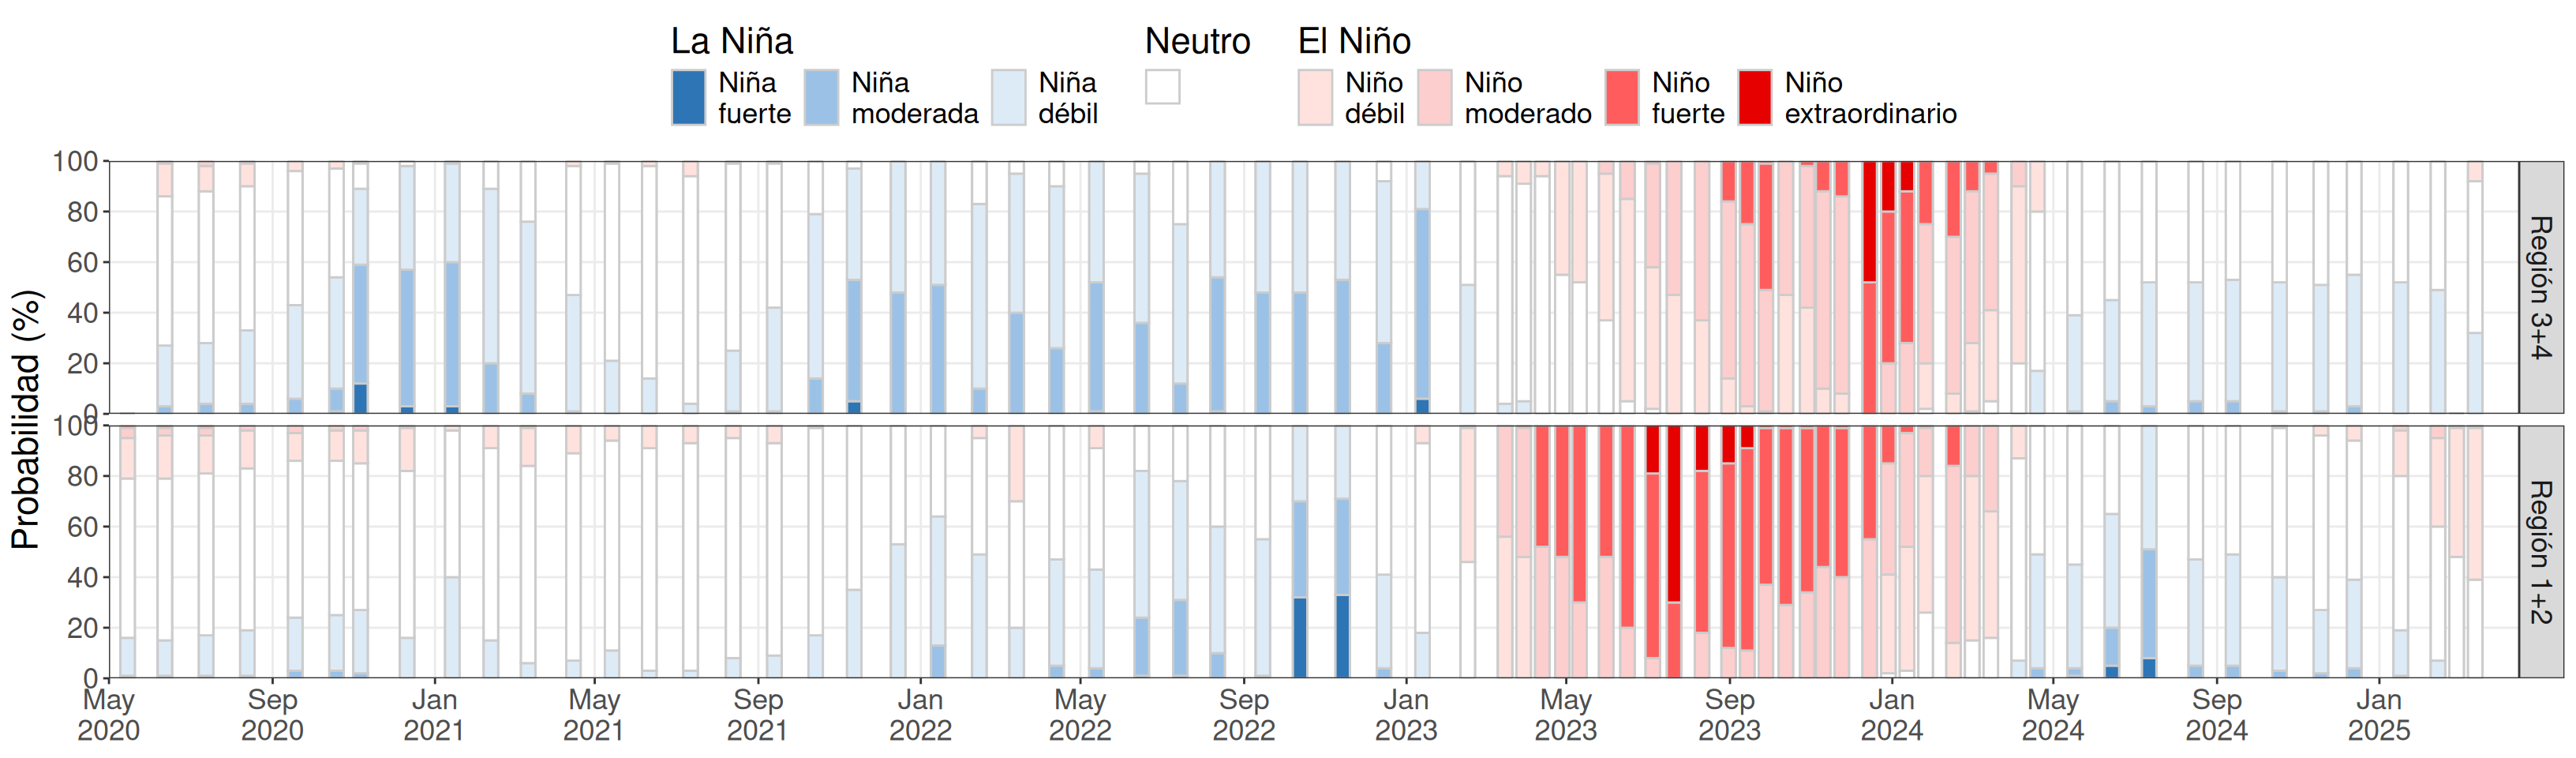 La Niña
Neutro
El Niño
Niña
fuerte
Niña
moderada
Niña
débil
Niño
débil
Niño
moderado
Niño
fuerte
Niño
extraordinario
Probabilidad (%)
100
80
60
40
20
0
Región 3+4
100
80
60
40
20
0
Región 1+2
May
2020
Sep
2020
Jan
2021
May
2021
Sep
2021
Jan
2022
May
2022
Sep
2022
Jan
2023
May
2023
Sep
2023
Jan
2024
May
2024
Sep
2024
Jan
2025